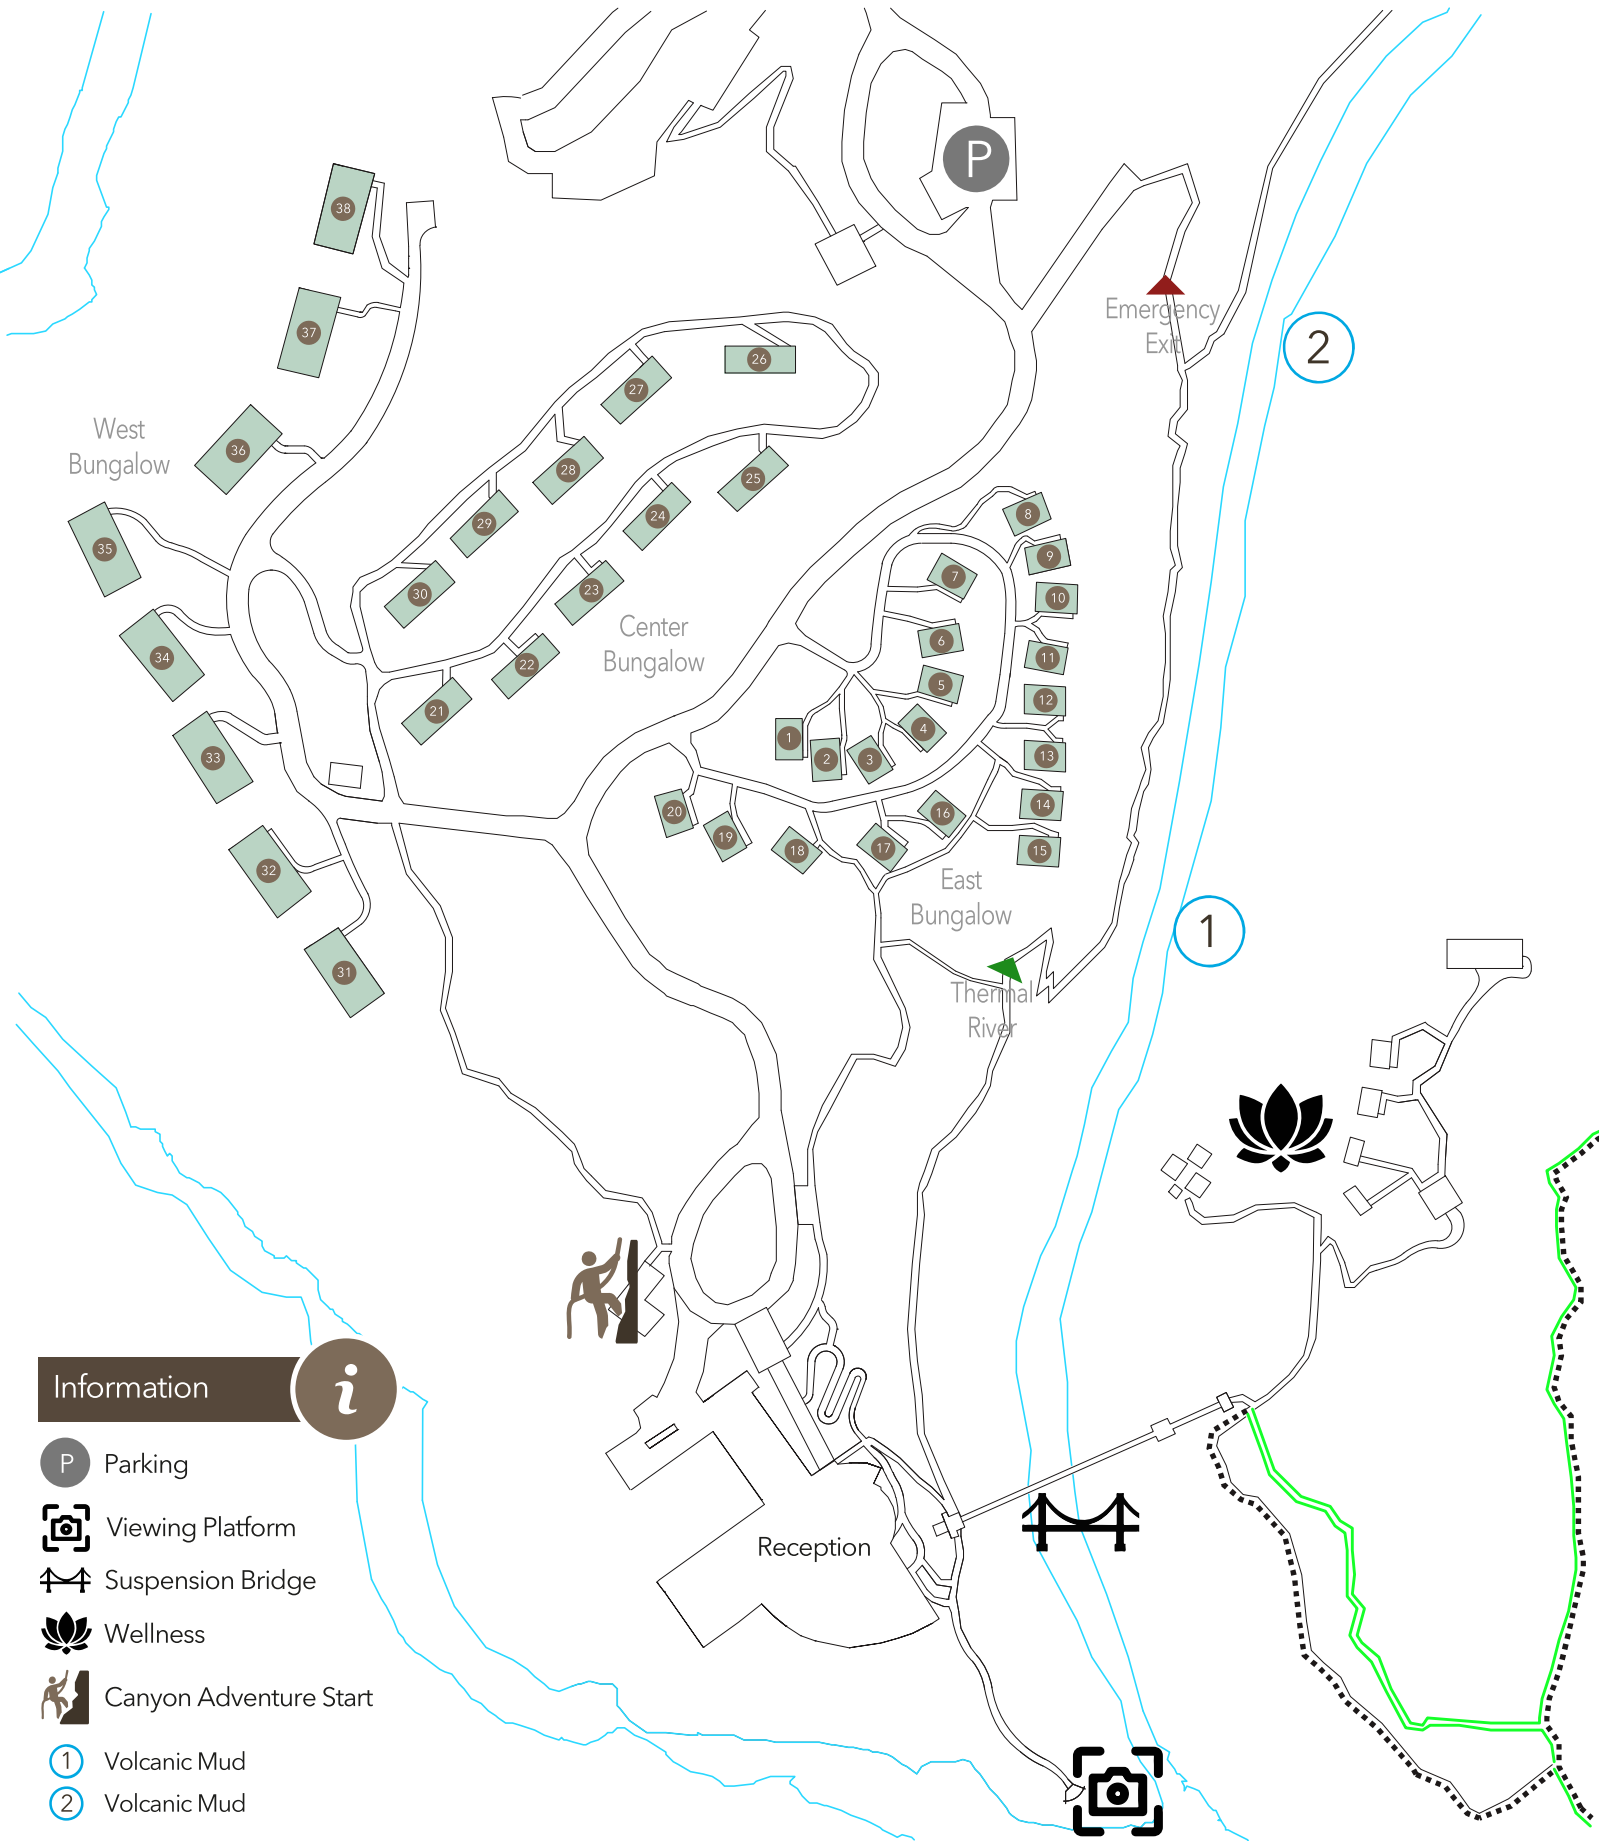 P
38
37
Emergency
Exit
2
26
27
West
Bungalow
36
28
25
29
24
8
35
9
7
30
23
10
Center
Bungalow
6
34
22
11
5
12
21
4
1
33
2
3
13
14
20
16
19
17
18
15
32
East
Bungalow
1
31
Thermal
River
Information
i
P Parking
Viewing Platform
Reception
Suspension Bridge
Wellness
Canyon Adventure Start
1 Volcanic Mud
2 Volcanic Mud